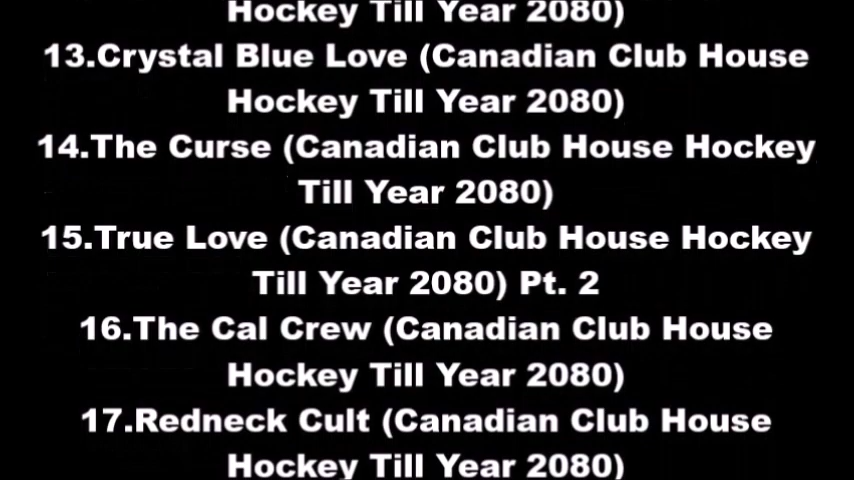 Hockey Till Year 2080)
13.Crystal Blue Love (Canadian Club House
Hockey Till Year 2080)
14.The Curse (Canadian Club House Hockey
Till Year 2080)
15.True Love (Canadian Club House Hockey
Till Year 2080) Pt. 2
16.The Cal Crew (Canadian Club House
Hockey Till Year 2080)
17.Redneck Cult (Canadian Club House
Hockey Till Year 2080)